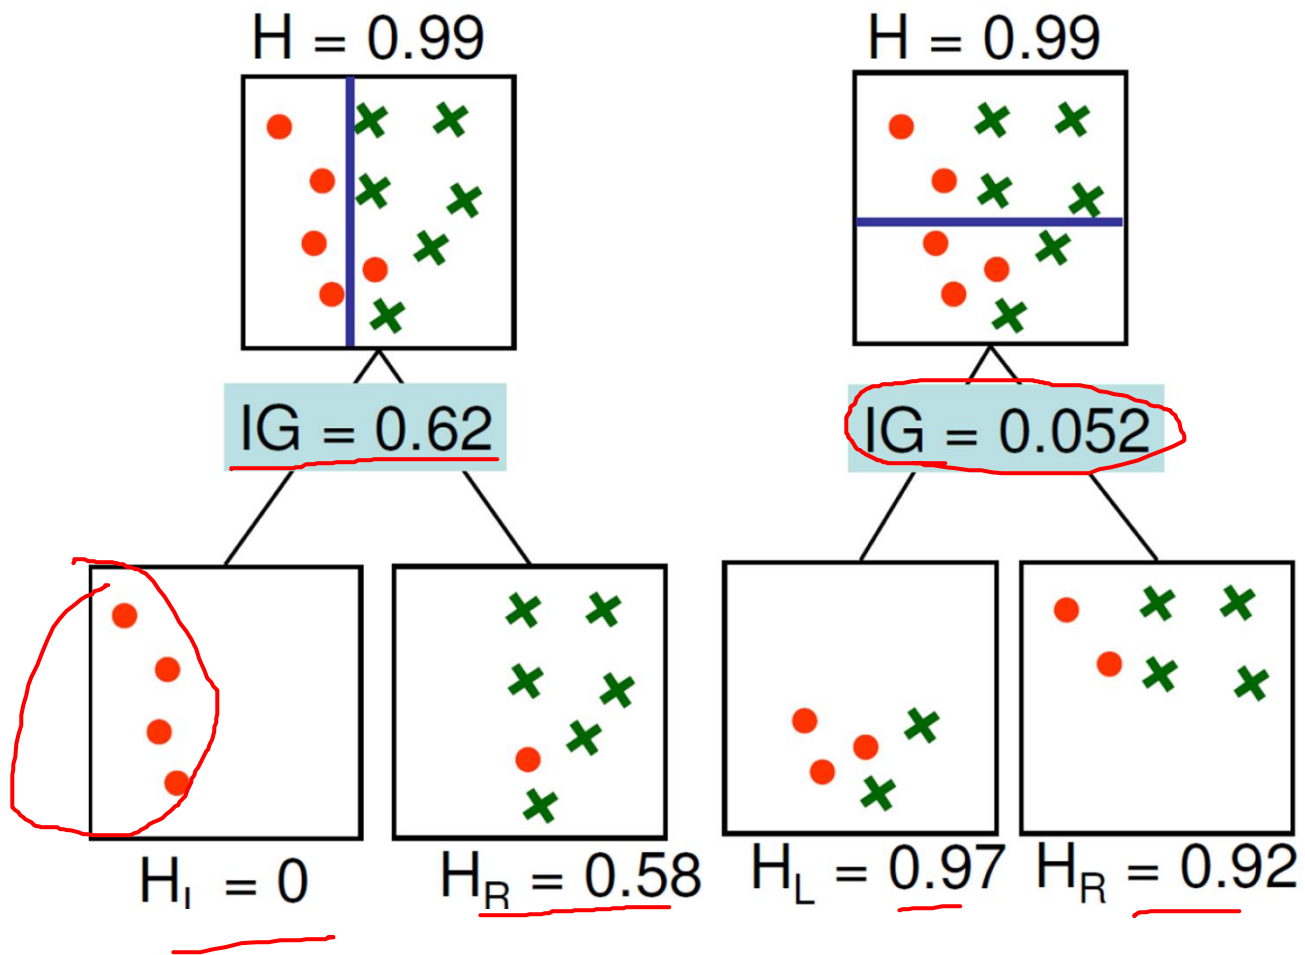 H = 0.99
H = 0.99
IG = 0.62
IG = 0.052
H_L = 0
H_R = 0.58
H_L = 0.97
H_R = 0.92